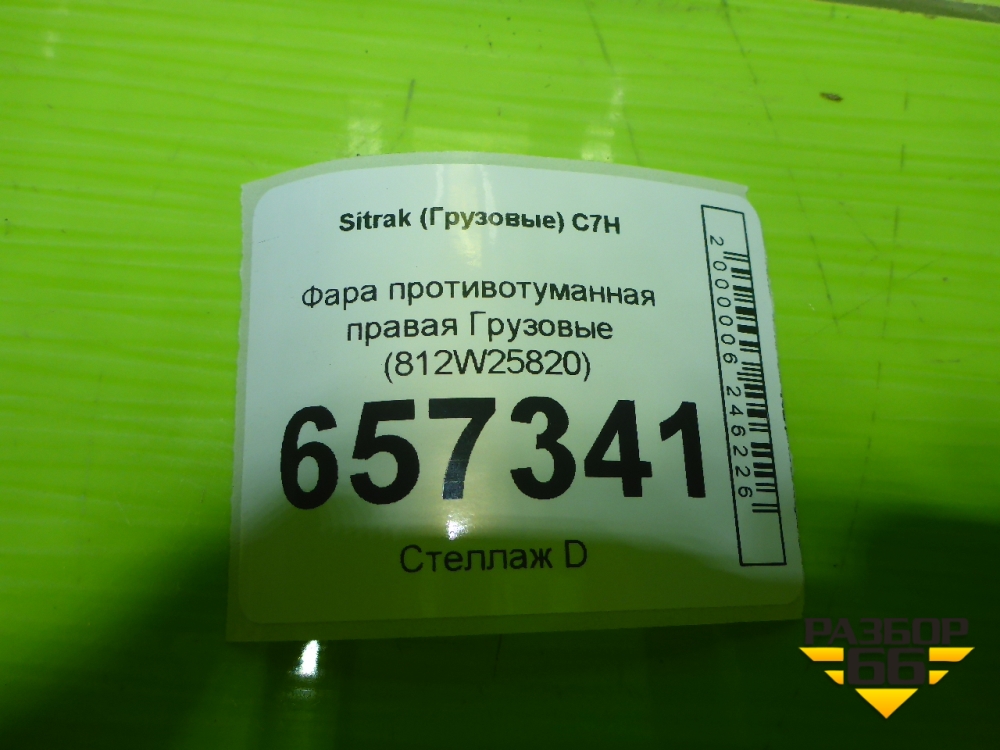 Sitrak (Грузовые) C7H
Фара противотуманная
правая Грузовые
(812W25820)
657341
Стеллаж D
2000006246226
РАЗБОР
66